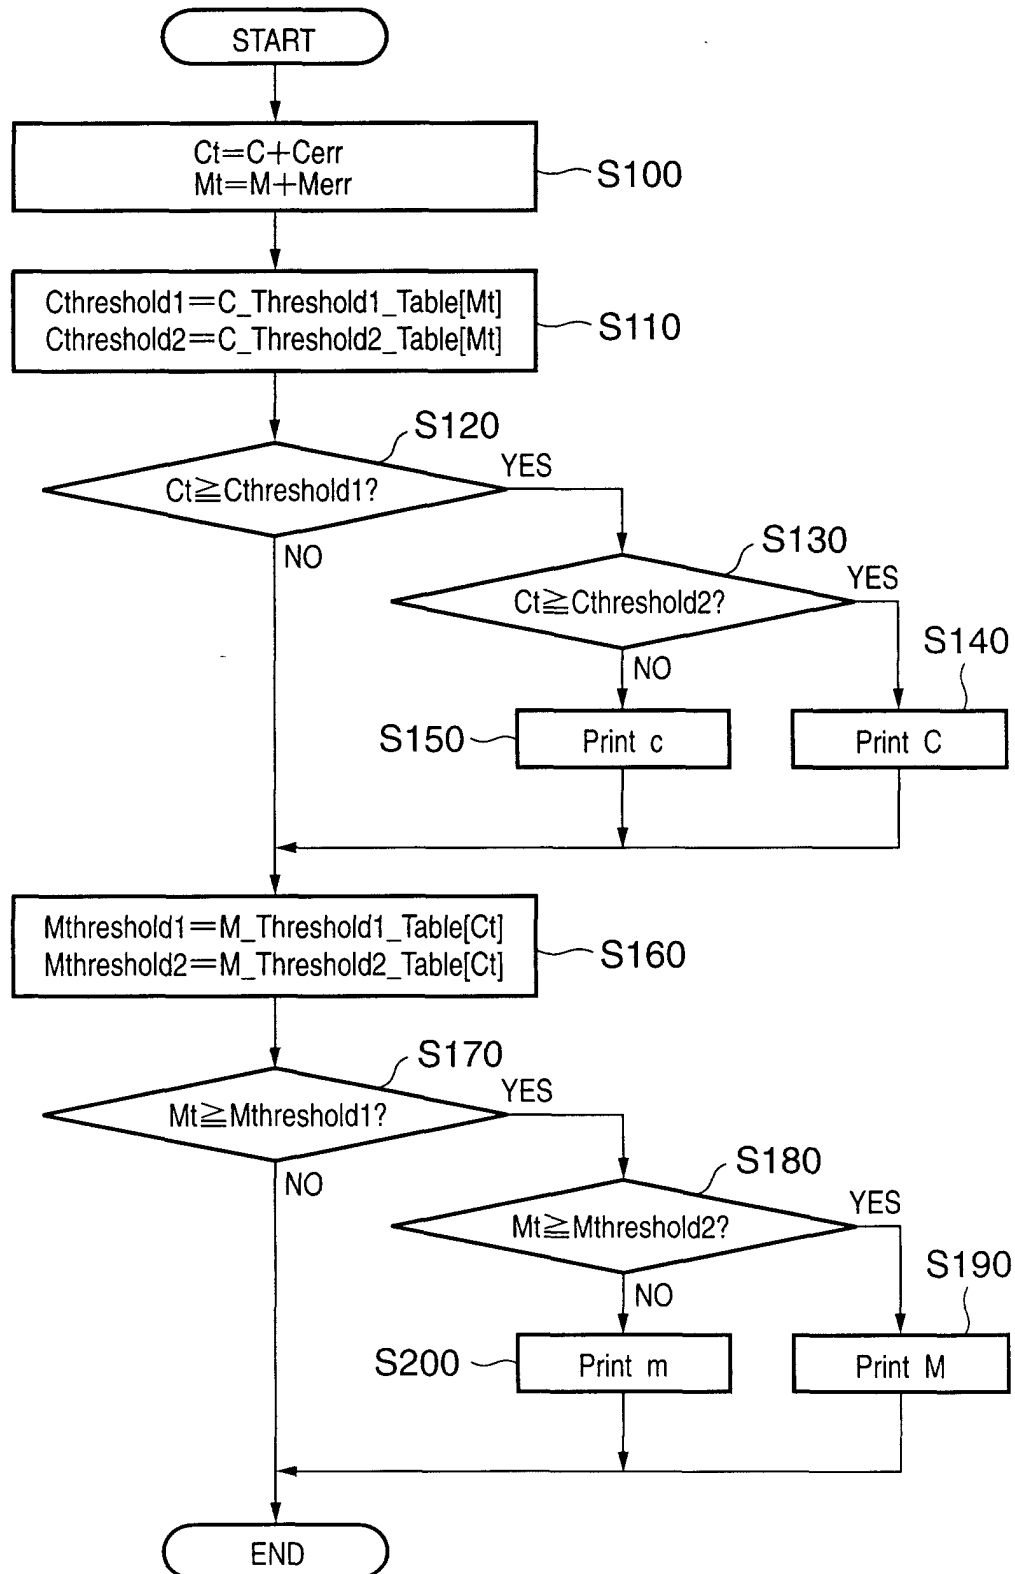 START
Ct=C+Cerr
Mt=M+Merr
S100
Cthreshold1=C_Threshold1_Table[Mt]
Cthreshold2=C_Threshold2_Table[Mt]
S110
S120
Ct≧Cthreshold1?
YES
NO
S130
Ct≧Cthreshold2?
YES
NO
S140
S150
Print c
Print C
Mthreshold1=M_Threshold1_Table[Ct]
Mthreshold2=M_Threshold2_Table[Ct]
S160
S170
Mt≧Mthreshold1?
YES
NO
S180
Mt≧Mthreshold2?
YES
NO
S190
S200
Print m
Print M
END